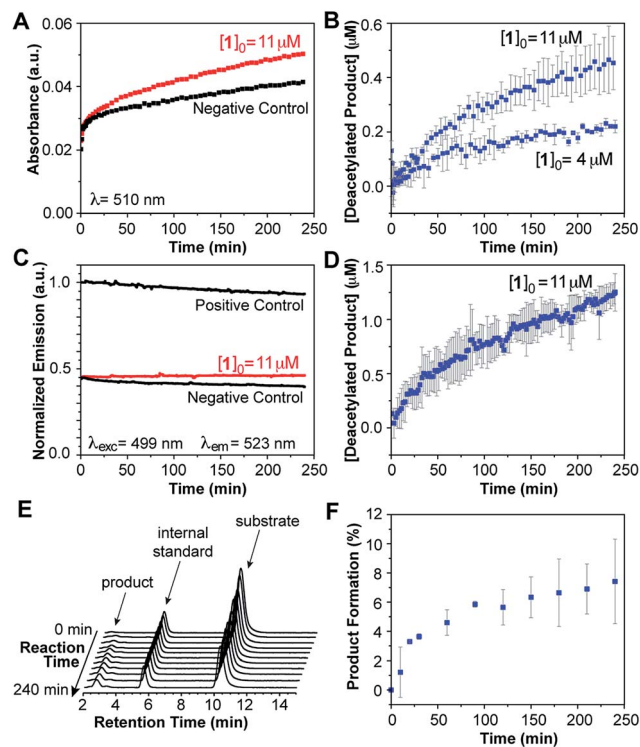 A
[1]₀= 11 μM
Negative Control
λ= 510 nm
Absorbance (a.u.)
0.06
0.04
0.02
0.00
0 50 100 150 200 250
Time (min)
B
[1]₀= 11 μM
[1]₀= 4 μM
[Deacetylated Product] (μM)
0.6
0.4
0.2
0.0
0 50 100 150 200 250
Time (min)
C
Positive Control
[1]₀= 11 μM
Negative Control
λexc= 499 nm λem= 523 nm
Normalized Emission (a.u.)
1.0
0.5
0.0
0 50 100 150 200 250
Time (min)
D
[1]₀= 11 μM
[Deacetylated Product] (μM)
1.5
1.0
0.5
0.0
0 50 100 150 200 250
Time (min)
E
substrate
internal
standard
product
0 min
Reaction
Time
240 min
2 4 6 8 10 12 14
Retention Time (min)
F
Product Formation (%)
12
10
8
6
4
2
0
0 50 100 150 200 250
Time (min)